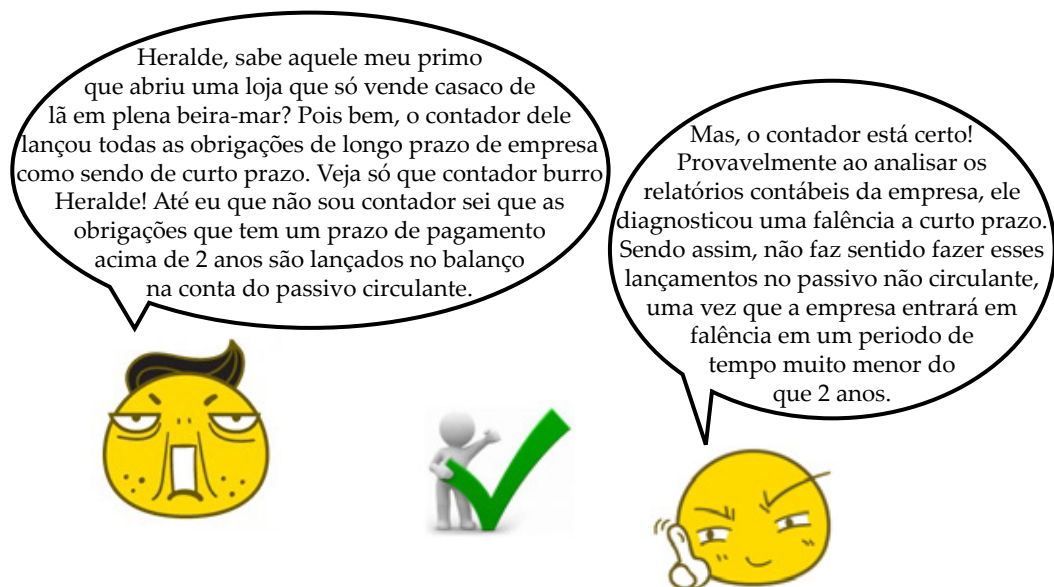 Heralde, sabe aquele meu primo
que abriu uma loja que só vende casaco de
lã em plena beira-mar? Pois bem, o contador dele
lançou todas as obrigações de longo prazo de empresa
como sendo de curto prazo. Veja só que contador burro
Heralde! Até eu que não sou contador sei que as
obrigações que tem um prazo de pagamento
acima de 2 anos são lançados no balanço
na conta do passivo circulante.
Mas, o contador está certo!
Provavelmente ao analisar os
relatórios contábeis da empresa, ele
diagnosticou uma falência a curto prazo.
Sendo assim, não faz sentido fazer esses
lançamentos no passivo não circulante,
uma vez que a empresa entrará em
falência em um periodo de
tempo muito menor do
que 2 anos.